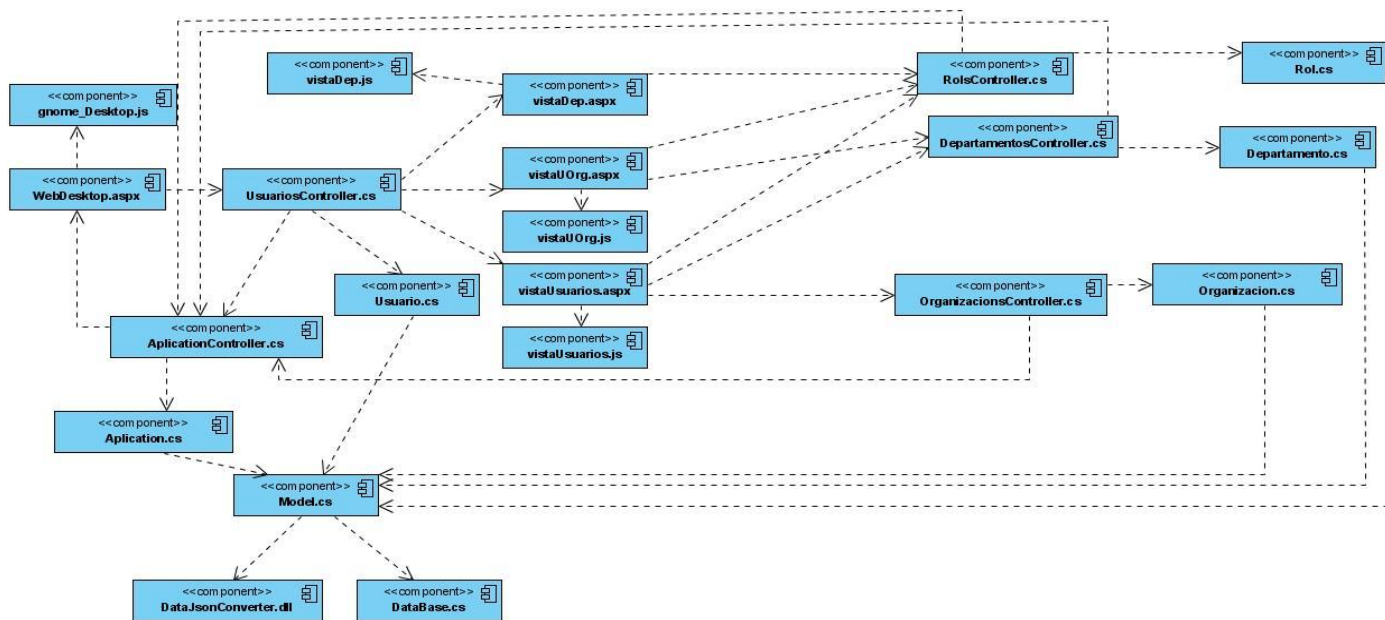 <<component>>
vistaDep.js
<<component>>
vistaDep.aspx
<<component>>
RolsController.cs
<<component>>
Rol.cs
<<component>>
gnome_Desktop.js
<<component>>
DepartamentosController.cs
<<component>>
Departamento.cs
<<component>>
WebDesktop.aspx
<<component>>
UsuariosController.cs
<<component>>
vistaUOrg.aspx
<<component>>
vistaUOrg.js
<<component>>
Usuario.cs
<<component>>
vistaUsuarios.aspx
<<component>>
OrganizacionsController.cs
<<component>>
Organizacion.cs
<<component>>
AplicationController.cs
<<component>>
vistaUsuarios.js
<<component>>
Aplication.cs
<<component>>
Model.cs
<<component>>
DataJsonConverter.dll
<<component>>
DataBase.cs